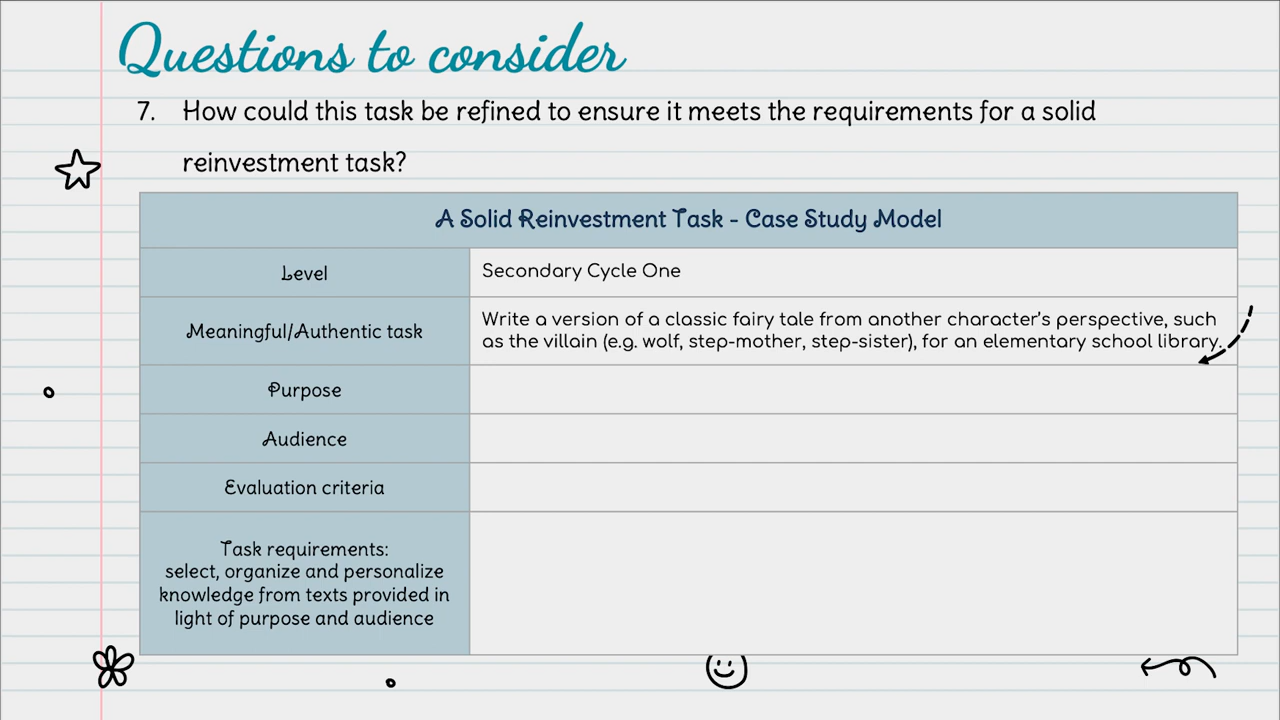 Questions to consider
7. How could this task be refined to ensure it meets the requirements for a solid
reinvestment task?
A Solid Reinvestment Task - Case Study Model
Level
Secondary Cycle One
Meaningful/Authentic task
Write a version of a classic fairy tale from another character's perspective, such
as the villain (e.g. wolf, step-mother, step-sister), for an elementary school library.
Purpose
Audience
Evaluation criteria
Task requirements:
select, organize and personalize
knowledge from texts provided in
light of purpose and audience